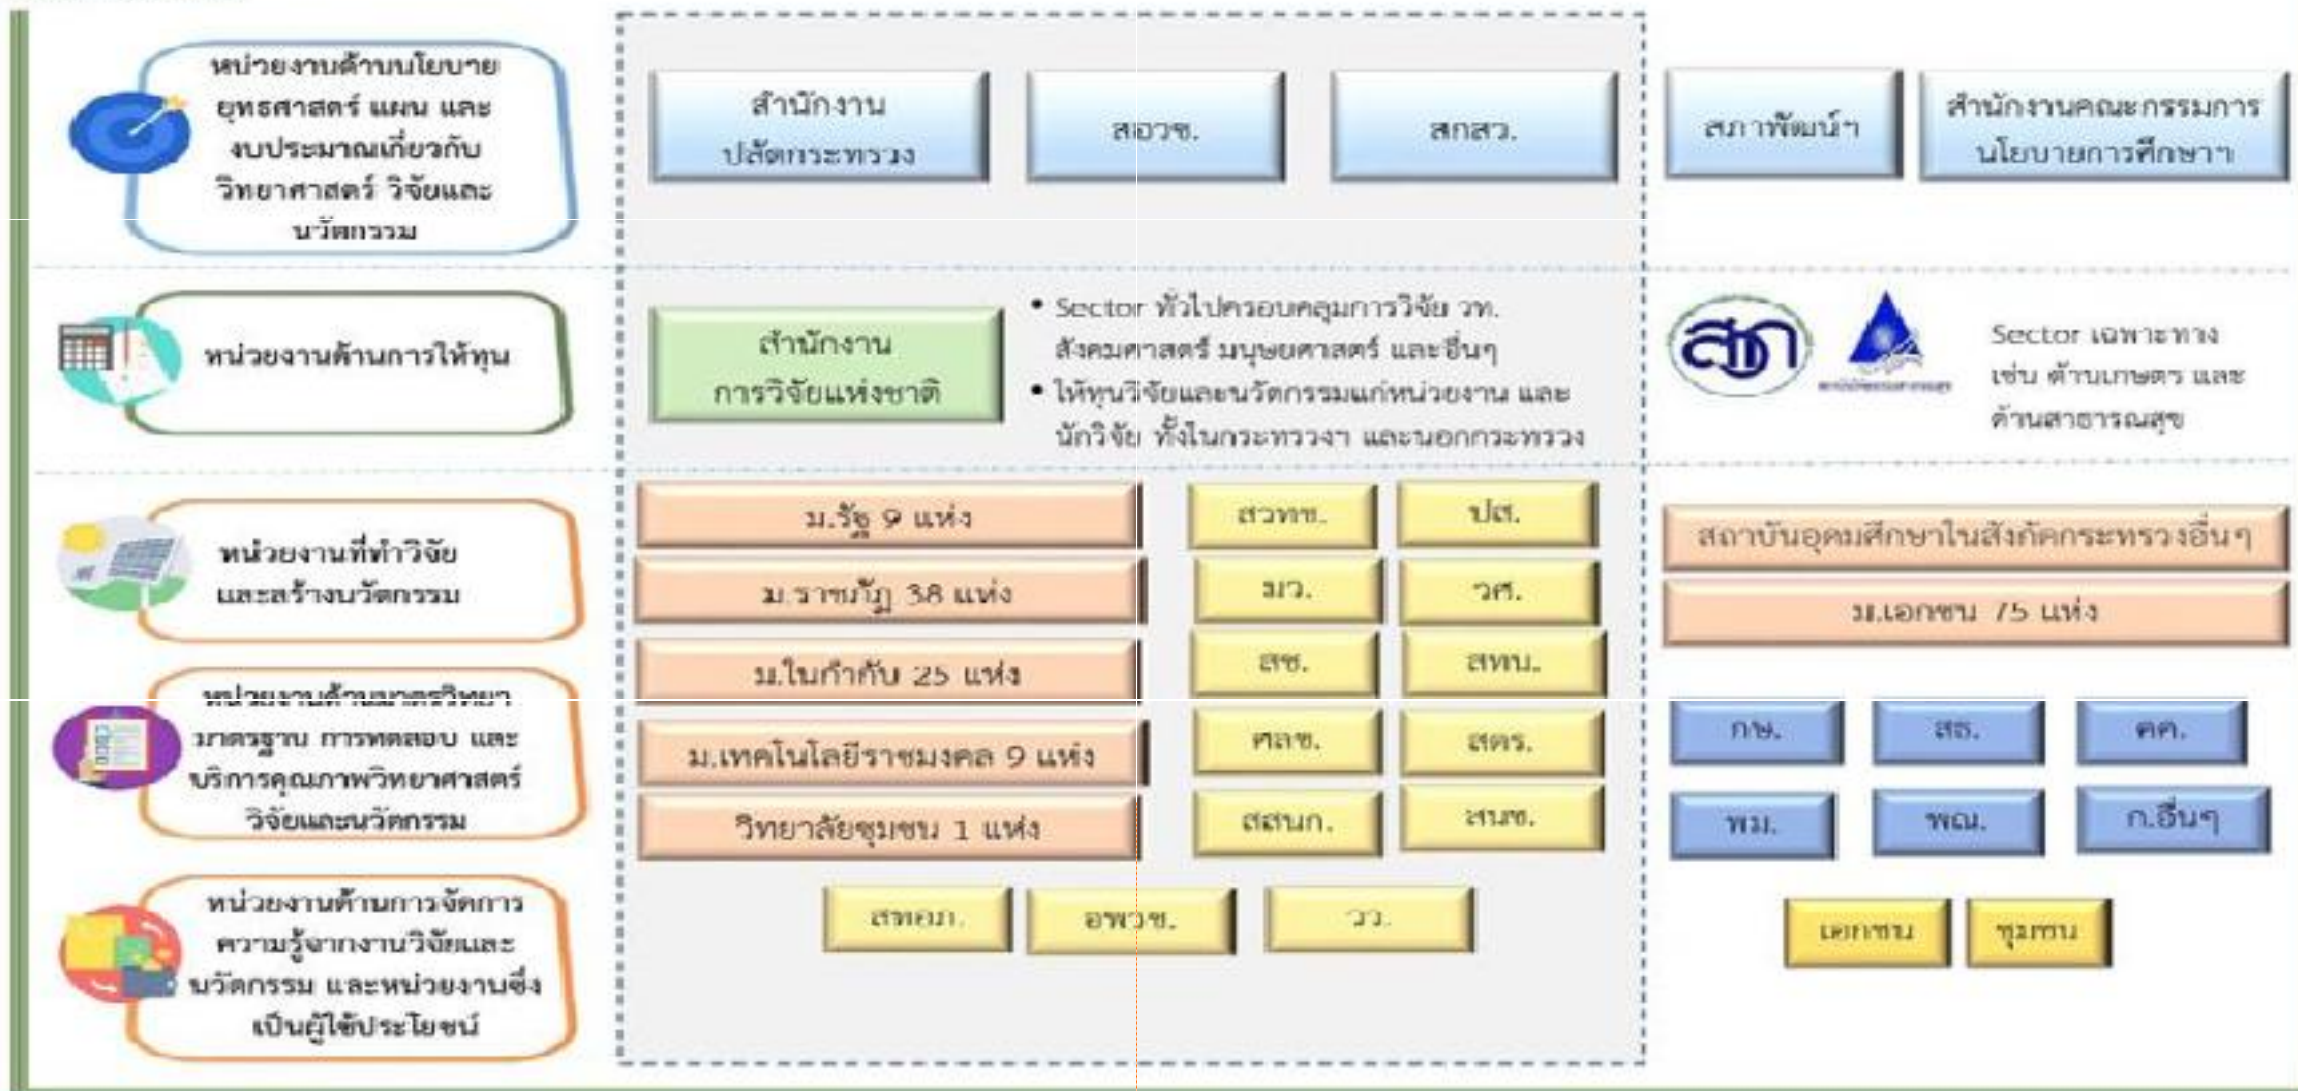 หน่วยงานด้านนโยบาย
ยุทธศาสตร์ แผน และ
งบประมาณเกี่ยวกับ
วิทยาศาสตร์ วิจัยและ
นวัตกรรม
สำนักงาน
ปลัดกระทรวง
สอวช.
สกสว.
สภาพัฒน์ฯ
สำนักงานคณะกรรมการ
นโยบายการศึกษาฯ
หน่วยงานด้านการให้ทุน
สำนักงาน
การวิจัยแห่งชาติ
• Sector ทั่วไปครอบคลุมการวิจัย วท.
สังคมศาสตร์ มนุษยศาสตร์ และอื่นๆ
• ให้ทุนวิจัยและนวัตกรรมแก่หน่วยงาน และ
นักวิจัย ทั้งในกระทรวงฯ และนอกกระทรวง
สวก
Sector เฉพาะทาง
เช่น ด้านเกษตร และ
ด้านสาธารณสุข
หน่วยงานที่ทำวิจัย
และสร้างนวัตกรรม
ม.รัฐ 9 แห่ง
ม.ราชภัฏ 38 แห่ง
ม.ในกำกับ 25 แห่ง
ม.เทคโนโลยีราชมงคล 9 แห่ง
วิทยาลัยชุมชน 1 แห่ง
สวทช.
ปส.
มว.
วศ.
สซ.
สทน.
ศลช.
สดร.
สสนก.
สทอภ.
อพวช.
วว.
สถาบันอุดมศึกษาในสังกัดกระทรวงอื่นๆ
ม.เอกชน 75 แห่ง
หน่วยงานด้านมาตรวิทยา
มาตรฐาน การทดสอบ และ
บริการคุณภาพวิทยาศาสตร์
วิจัยและนวัตกรรม
กษ.
สธ.
คค.
พม.
พณ.
ก.อื่นๆ
หน่วยงานด้านการจัดการ
ความรู้จากงานวิจัยและ
นวัตกรรม และหน่วยงานซึ่ง
เป็นผู้ใช้ประโยชน์
เอกชน
ชุมชน